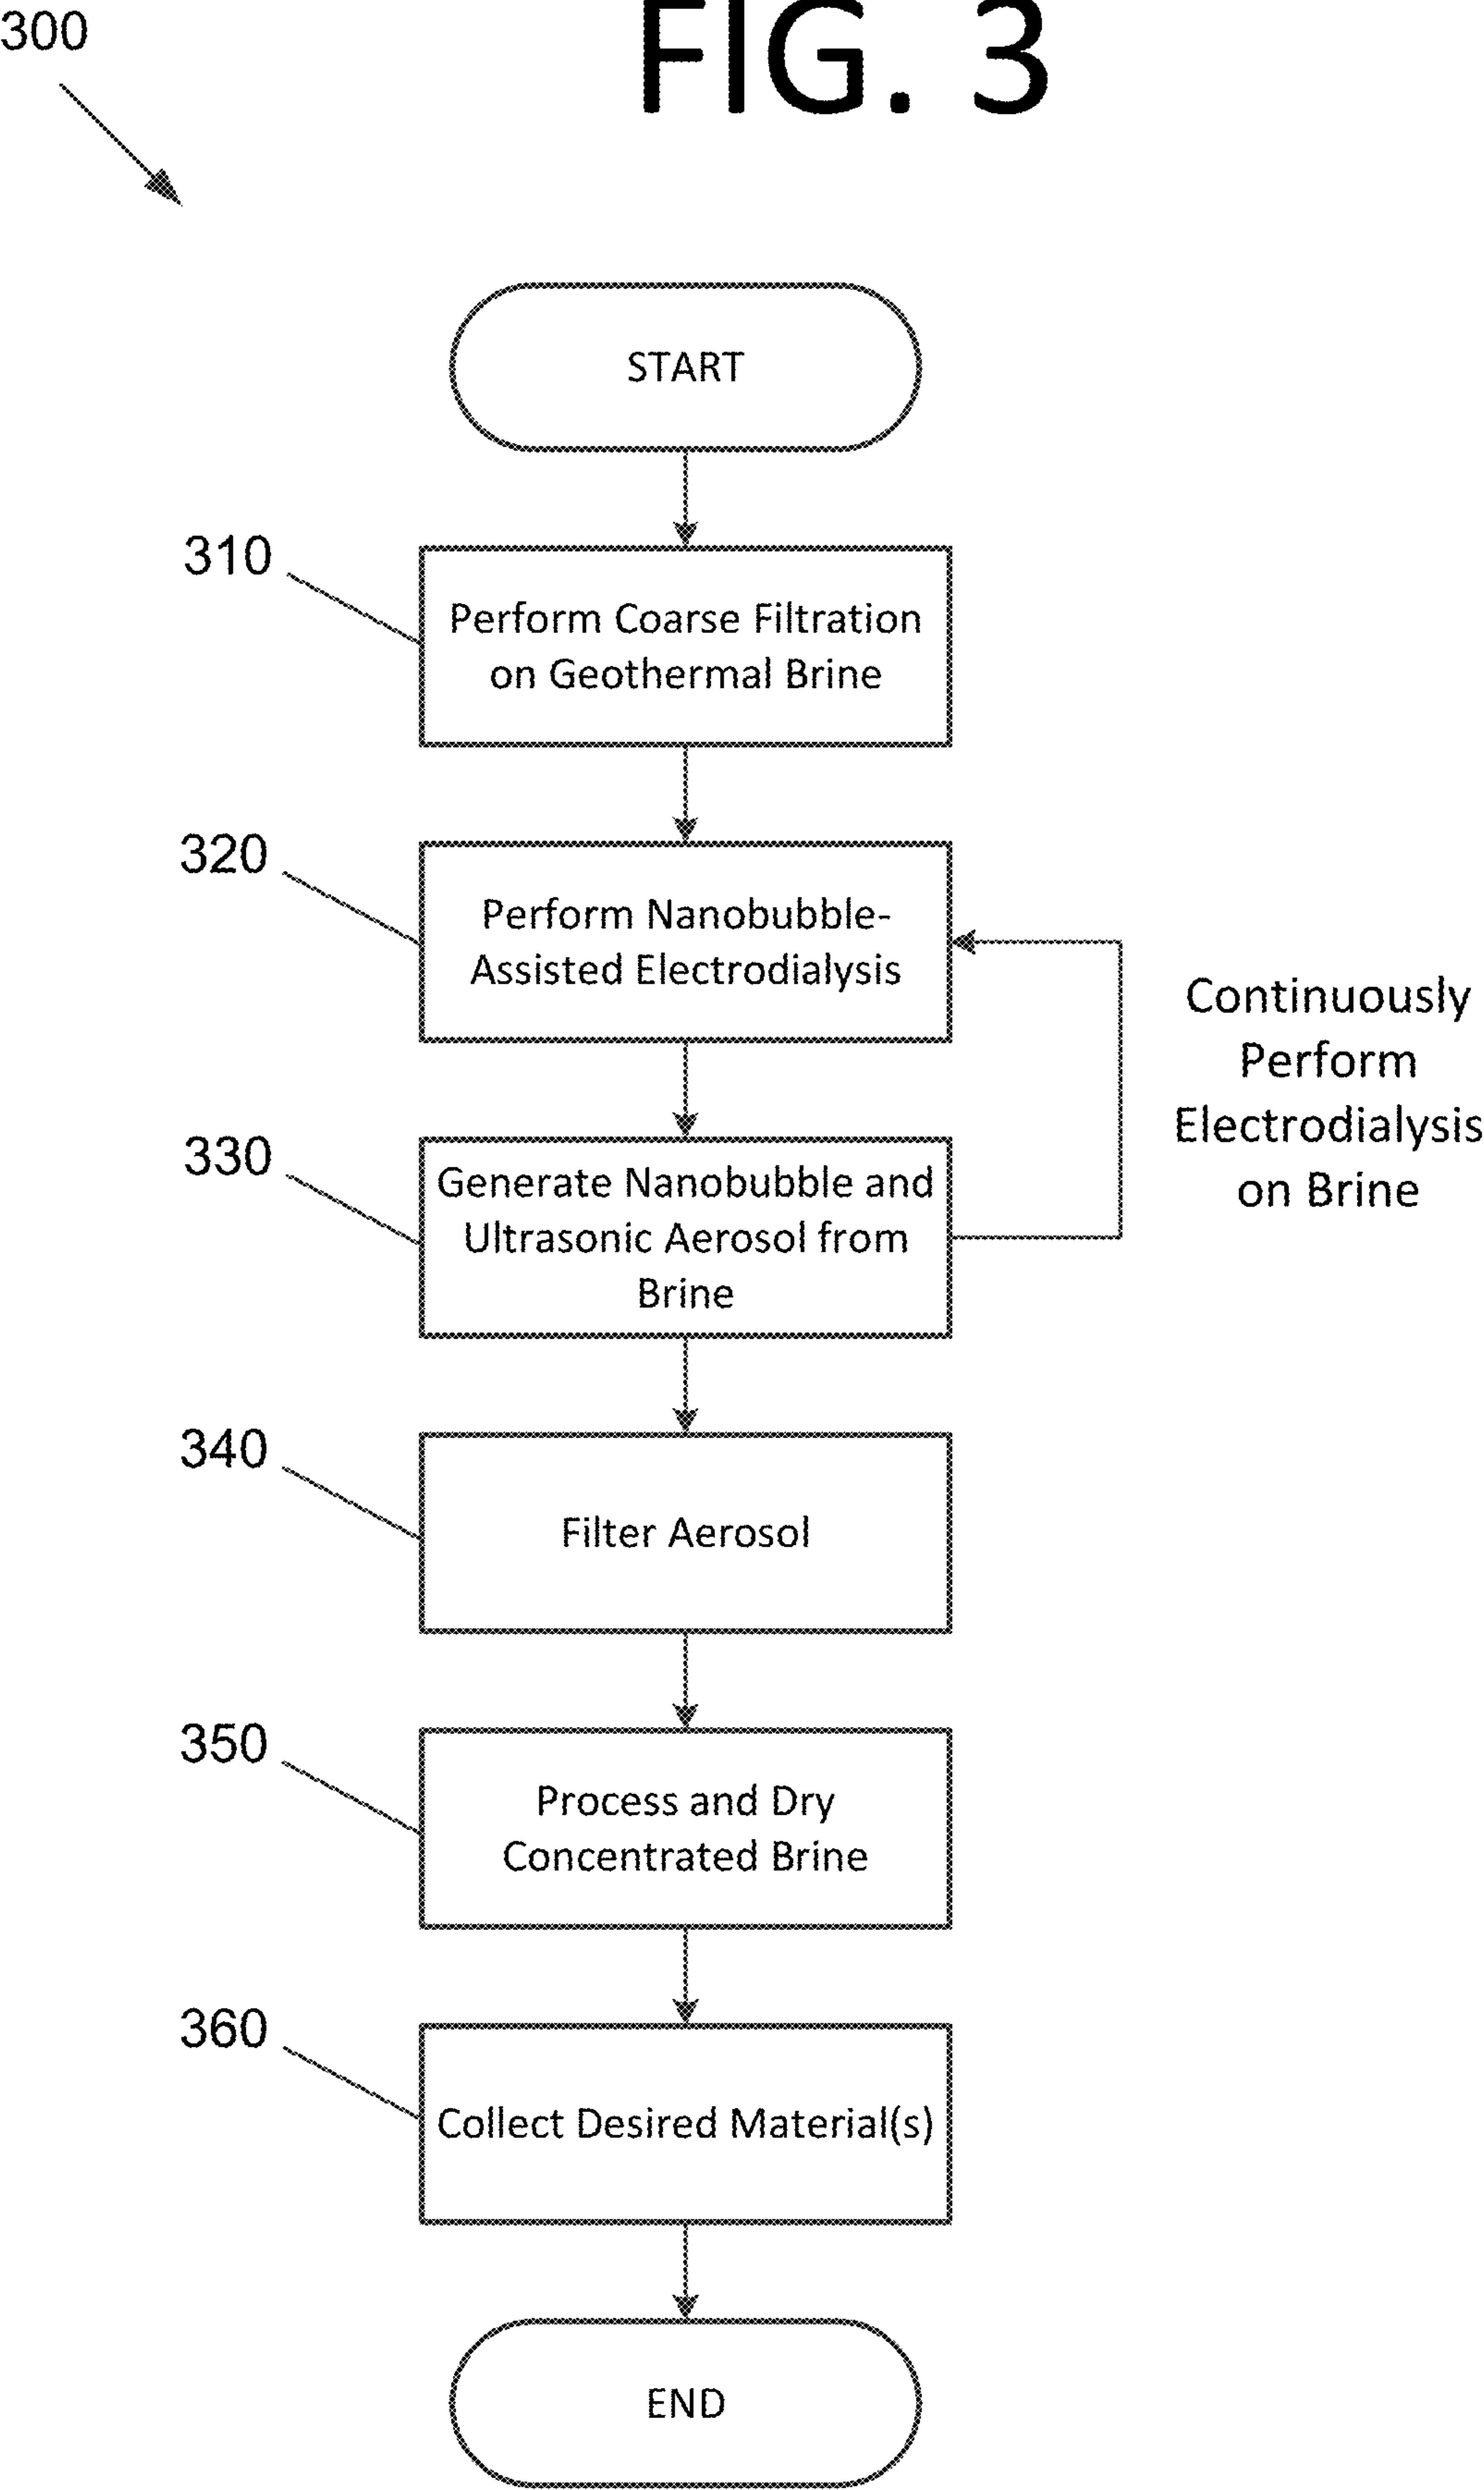 300
FIG. 3
START
310
Perform Coarse Filtration
on Geothermal Brine
320
Perform Nanobubble-
Assisted Electrodialysis
Continuously
Perform
Electrodialysis
on Brine
330
Generate Nanobubble and
Ultrasonic Aerosol from
Brine
340
Filter Aerosol
350
Process and Dry
Concentrated Brine
360
Collect Desired Material(s)
END